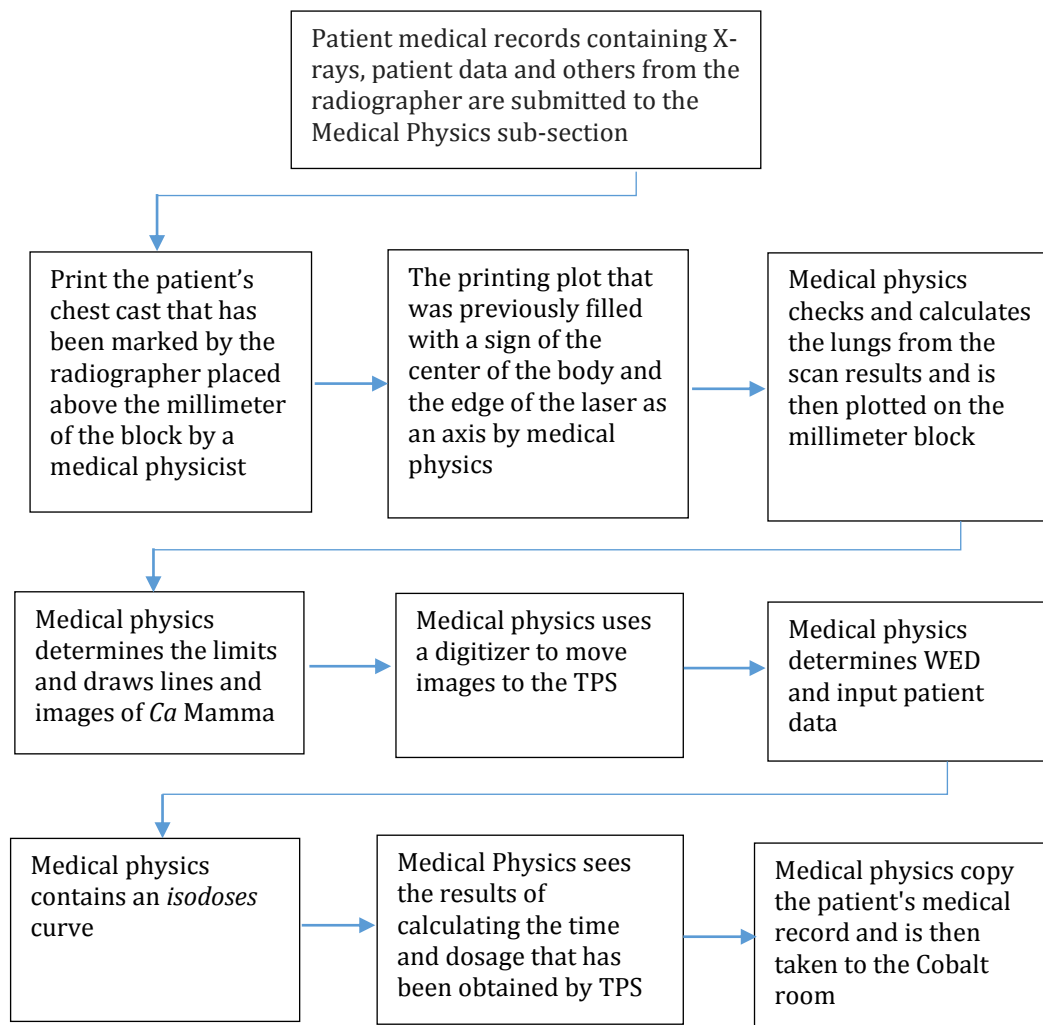 Patient medical records containing X-
rays, patient data and others from the
radiographer are submitted to the
Medical Physics sub-section
Print the patient’s
chest cast that has
been marked by the
radiographer placed
above the millimeter
of the block by a
medical physicist
The printing plot that
was previously filled
with a sign of the
center of the body and
the edge of the laser as
an axis by medical
physics
Medical physics
checks and calculates
the lungs from the
scan results and is
then plotted on the
millimeter block
Medical physics
determines the limits
and draws lines and
images of Ca Mamma
Medical physics uses
a digitizer to move
images to the TPS
Medical physics
determines WED
and input patient
data
Medical physics
contains an isodoses
curve
Medical Physics sees
the results of
calculating the time
and dosage that has
been obtained by TPS
Medical physics copy
the patient's medical
record and is then
taken to the Cobalt
room